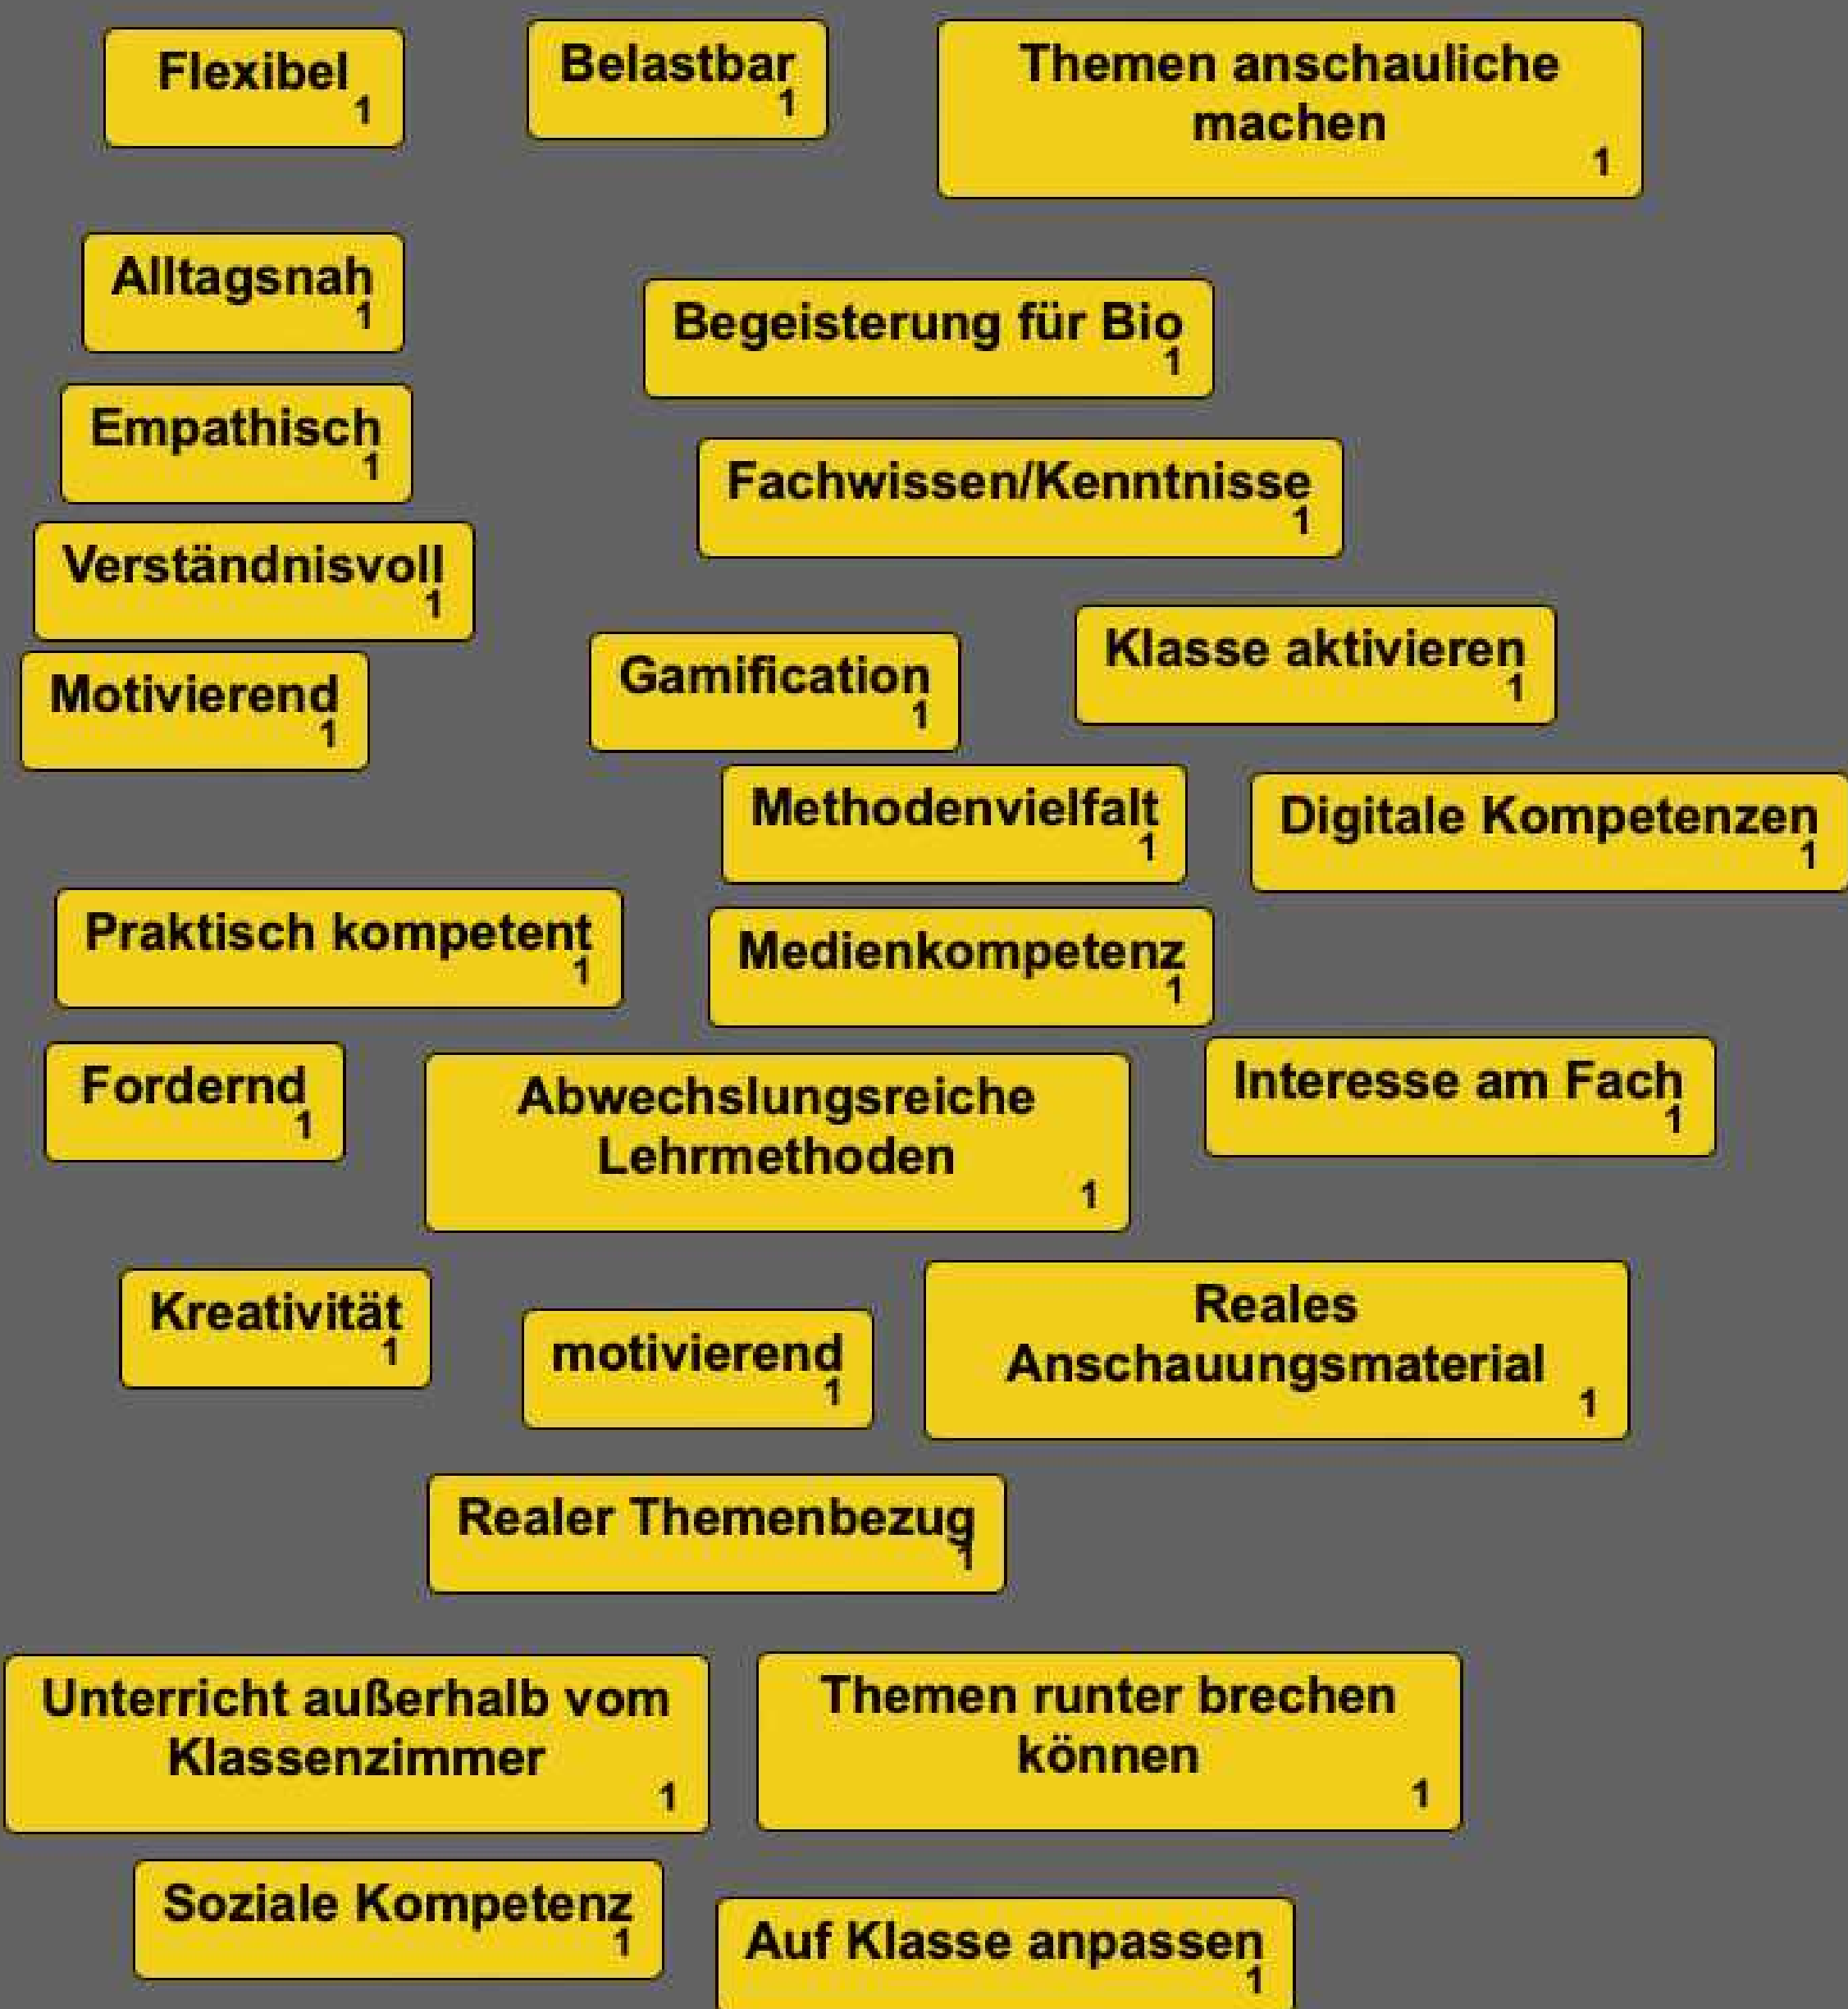 Flexibel
1
Belastbar
1
Themen anschauliche
machen
1
Alltagsnah
1
Begeisterung für Bio
1
Empathisch
1
Fachwissen/Kenntnisse
1
Verständnisvoll
1
Klasse aktivieren
1
Gamification
1
Motivierend
1
Methodenvielfalt
1
Digitale Kompetenzen
1
Praktisch kompetent
1
Medienkompetenz
1
Fordernd
1
Abwechslungsreiche
Lehrmethoden
1
Interesse am Fach
1
Kreativität
1
motivierend
1
Reales
Anschauungsmaterial
1
Realer Themenbezug
1
Unterricht außerhalb vom
Klassenzimmer
1
Themen runter brechen
können
1
Soziale Kompetenz
1
Auf Klasse anpassen
1